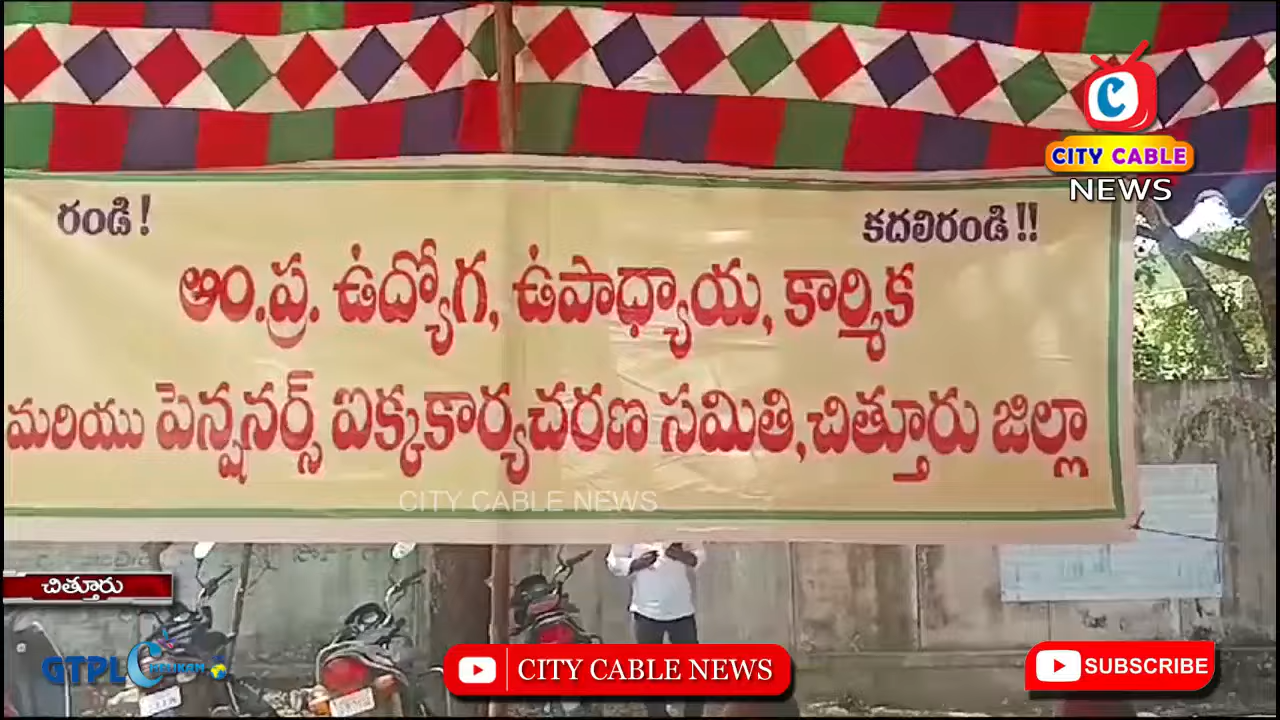 CITY CABLE
NEWS
రండి !
కదలిరండి !!
ఆం.ప్ర. ఉద్యోగ, ఉపాధ్యాయ, కార్మిక
మరియు పెన్షనర్స్ ఐక్యకార్యచరణ సమితి, చిత్తూరు జిల్లా
CITY CABLE NEWS
చిత్తూరు
GTPL
CITY CABLE NEWS
SUBSCRIBE